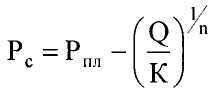 P_c = P_пл − (Q/К)^{1/n}